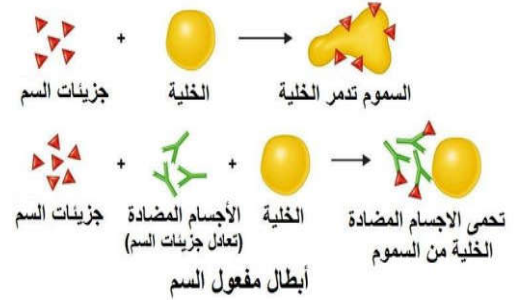 جزيئات السم + الخلية السموم تدمر الخلية
جزيئات السم + الأجسام المضادة + الخلية تحمى الاجسام المضادة
(تعادل جزيئات السم) الخلية من السموم
أبطال مفعول السم